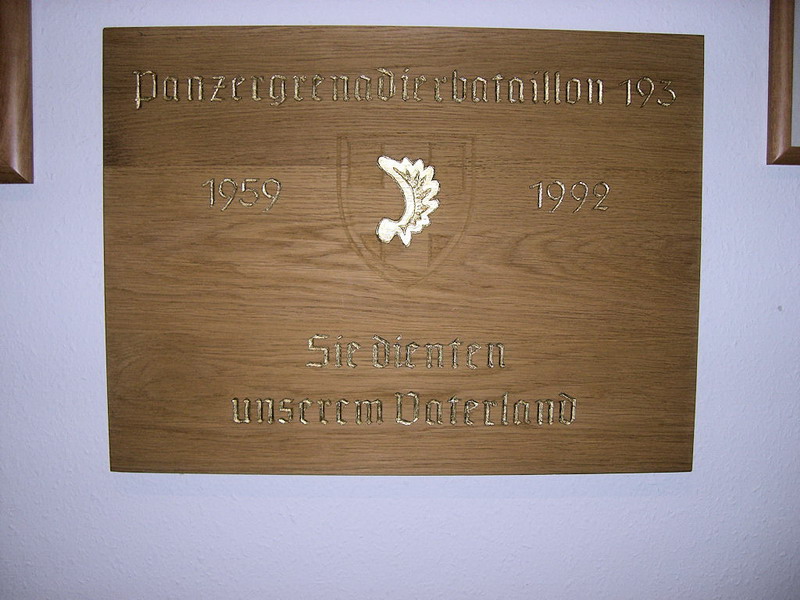 Panzergrenadierbataillon 193
1959 1992
Sie dienten
unserem Vaterland